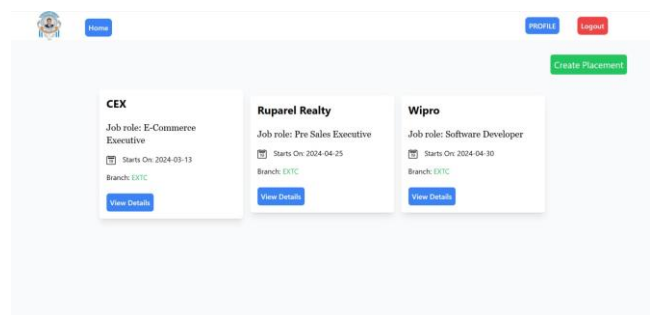 Home
PROFILE
Logout
Create Placement
CEX
Job role: E-Commerce
Executive
Starts On: 2024-03-13
Branch: EXTC
View Details
Ruparel Realty
Job role: Pre Sales Executive
Starts On: 2024-04-25
Branch: EXTC
View Details
Wipro
Job role: Software Developer
Starts On: 2024-04-30
Branch: EXTC
View Details